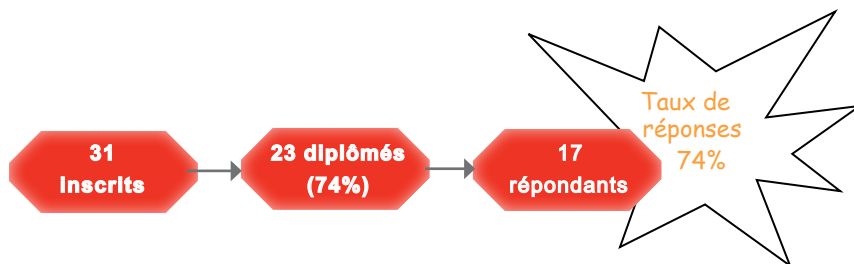 31
inscrits
23 diplômés
(74%)
17
répondants
Taux de
réponses
74%